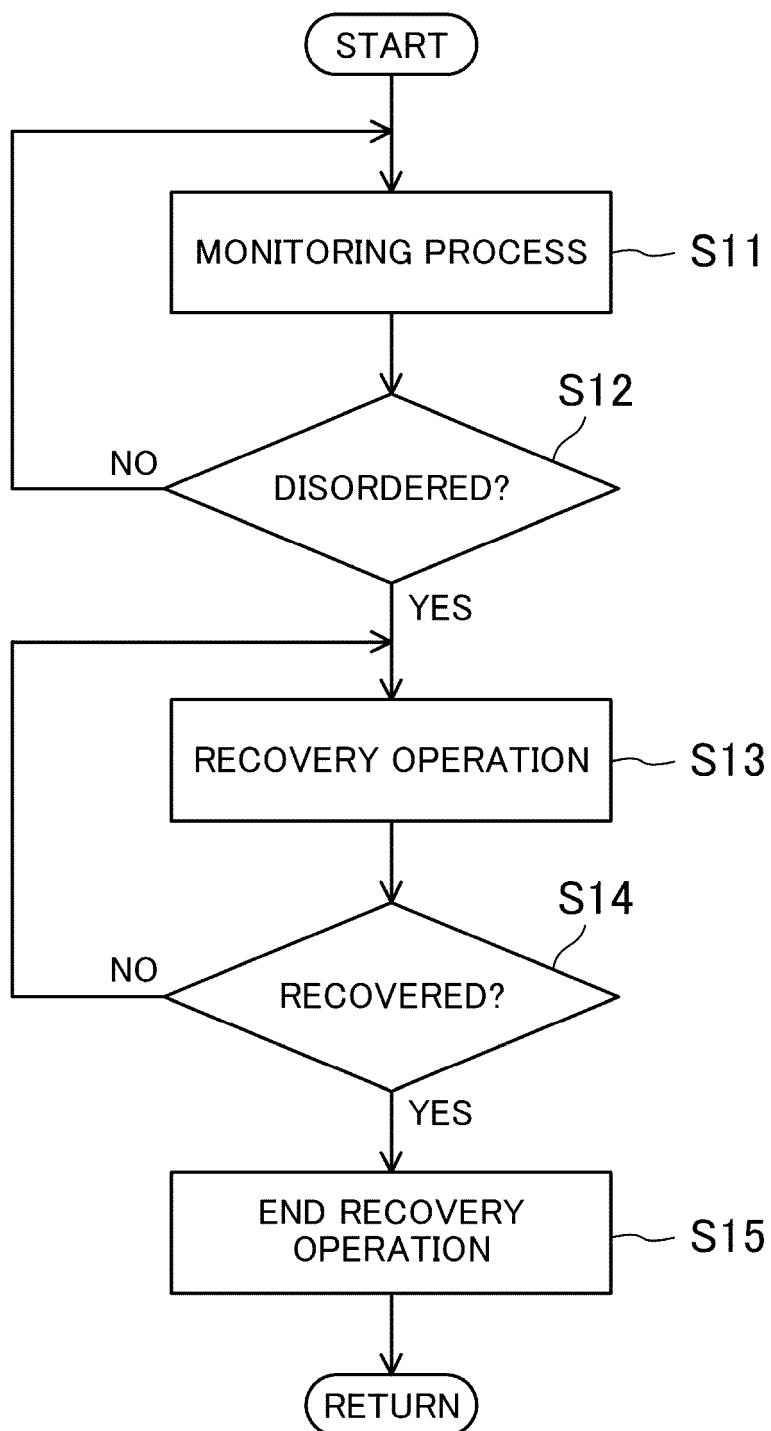 START
MONITORING PROCESS
S11
S12
DISORDERED?
NO
YES
RECOVERY OPERATION
S13
S14
RECOVERED?
NO
YES
END RECOVERY
OPERATION
S15
RETURN